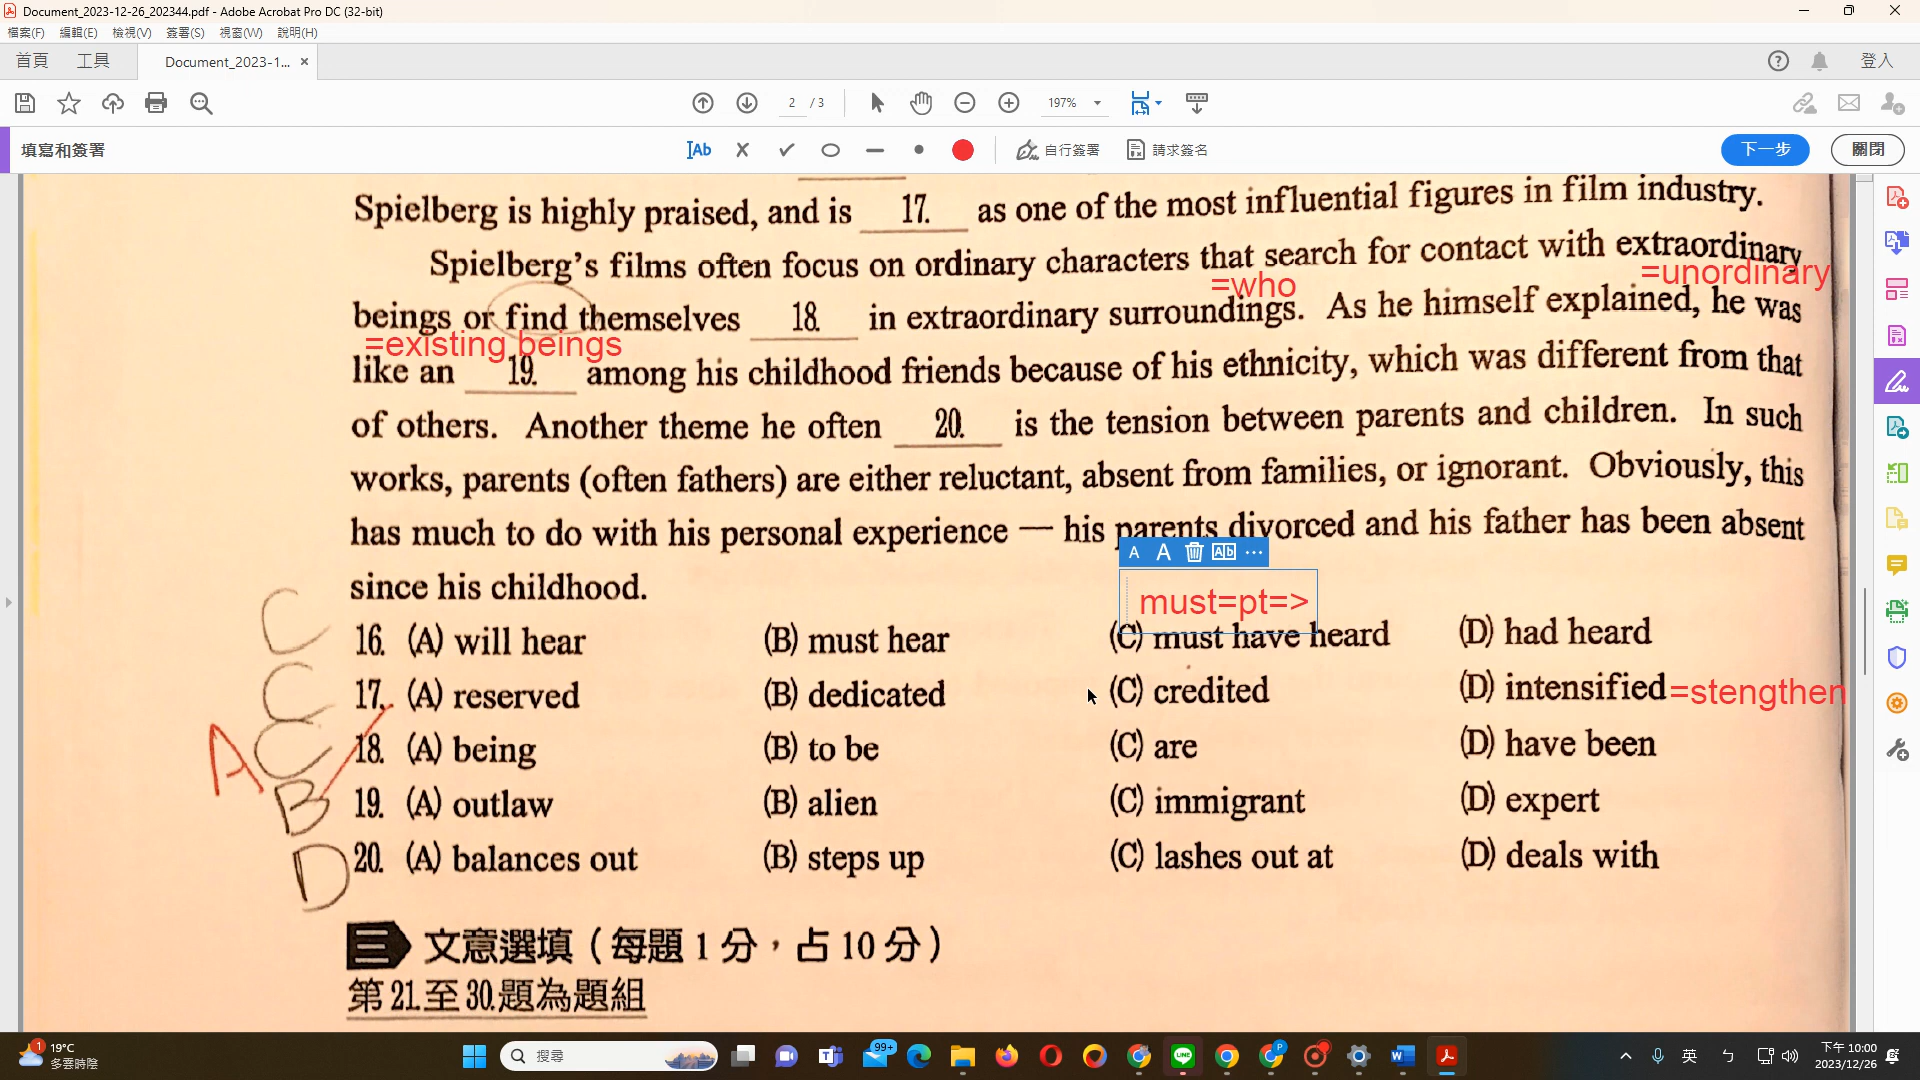 Document_2023-12-26_202344.pdf - Adobe Acrobat Pro DC (32-bit)
檔案(F) 編輯(E) 檢視(V) 簽署(S) 視窗(W) 說明(H)
首頁 工具 Document_2023-1... × 登入
2 / 3 197%
填寫和簽署 Ab 自行簽署 請求簽名 下一步 關閉
Spielberg is highly praised, and is 17. as one of the most influential figures in film industry.
Spielberg's films often focus on ordinary characters that search for contact with extraordinary
=who =unordinary
beings or find themselves 18. in extraordinary surroundings. As he himself explained, he was
=existing beings
like an 19. among his childhood friends because of his ethnicity, which was different from that
of others. Another theme he often 20. is the tension between parents and children. In such
works, parents (often fathers) are either reluctant, absent from families, or ignorant. Obviously, this
has much to do with his personal experience — his parents divorced and his father has been absent
A A Ab ...
since his childhood.
must=pt=>
C 16. (A) will hear (B) must hear (C) must have heard (D) had heard
C 17. (A) reserved (B) dedicated (C) credited (D) intensified =stengthen
A C 18. (A) being (B) to be (C) are (D) have been
B 19. (A) outlaw (B) alien (C) immigrant (D) expert
D 20. (A) balances out (B) steps up (C) lashes out at (D) deals with
三 文意選填(每題 1 分,占 10 分)
第 21.至 30.題為題組
1 19°C
多雲時陰
搜尋
99+
P
英 ㄅ
下午 10:00
2023/12/26